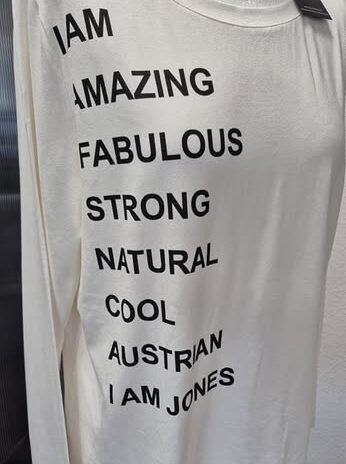 I AM
AMAZING
FABULOUS
STRONG
NATURAL
COOL
AUSTRIAN
I AM JONES